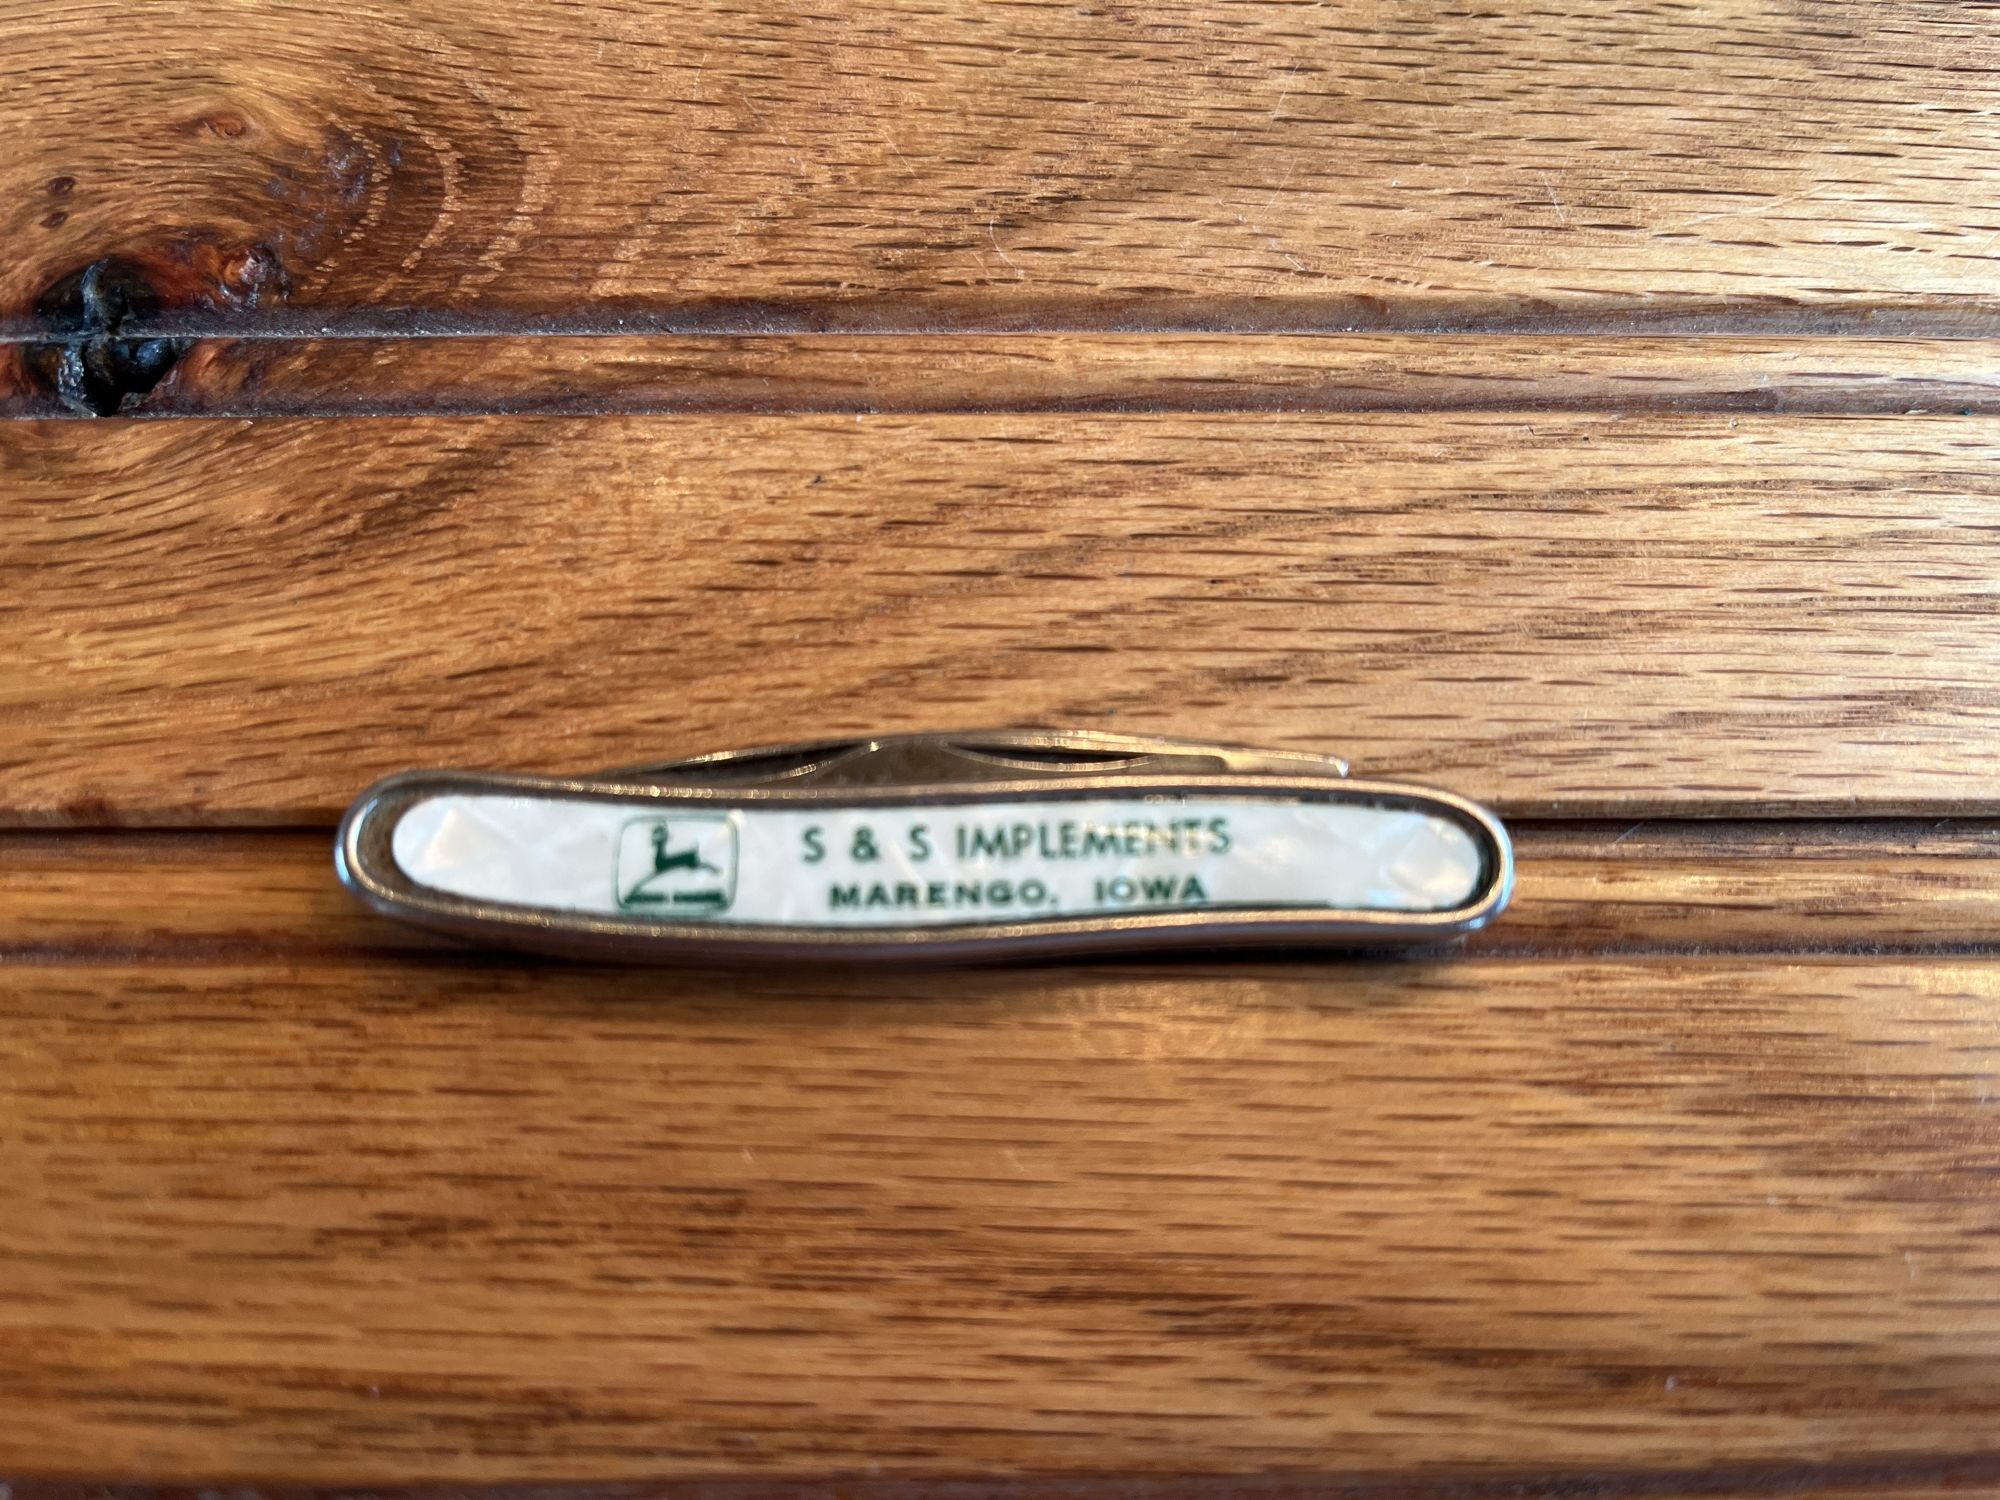 S & S IMPLEMENTS
MARENGO, IOWA